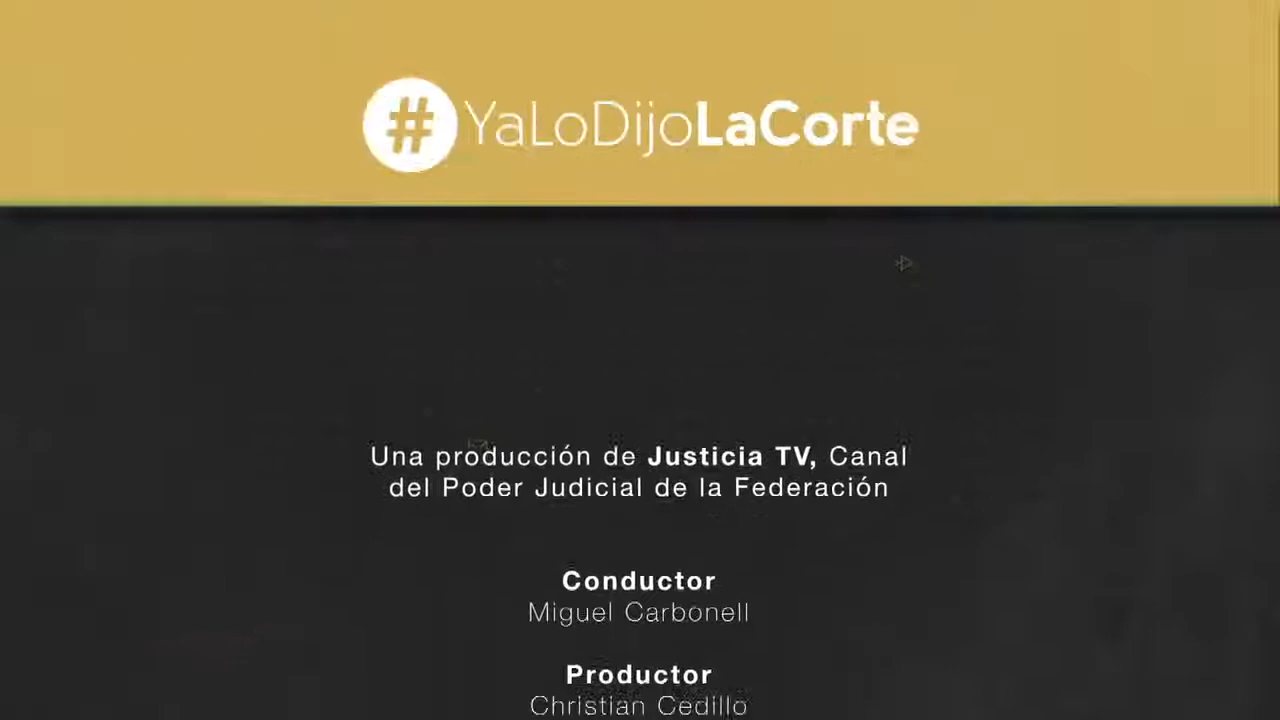 #YaLoDijoLaCorte
Una producción de Justicia TV, Canal
del Poder Judicial de la Federación
Conductor
Miguel Carbonell
Productor
Christian Cedillo